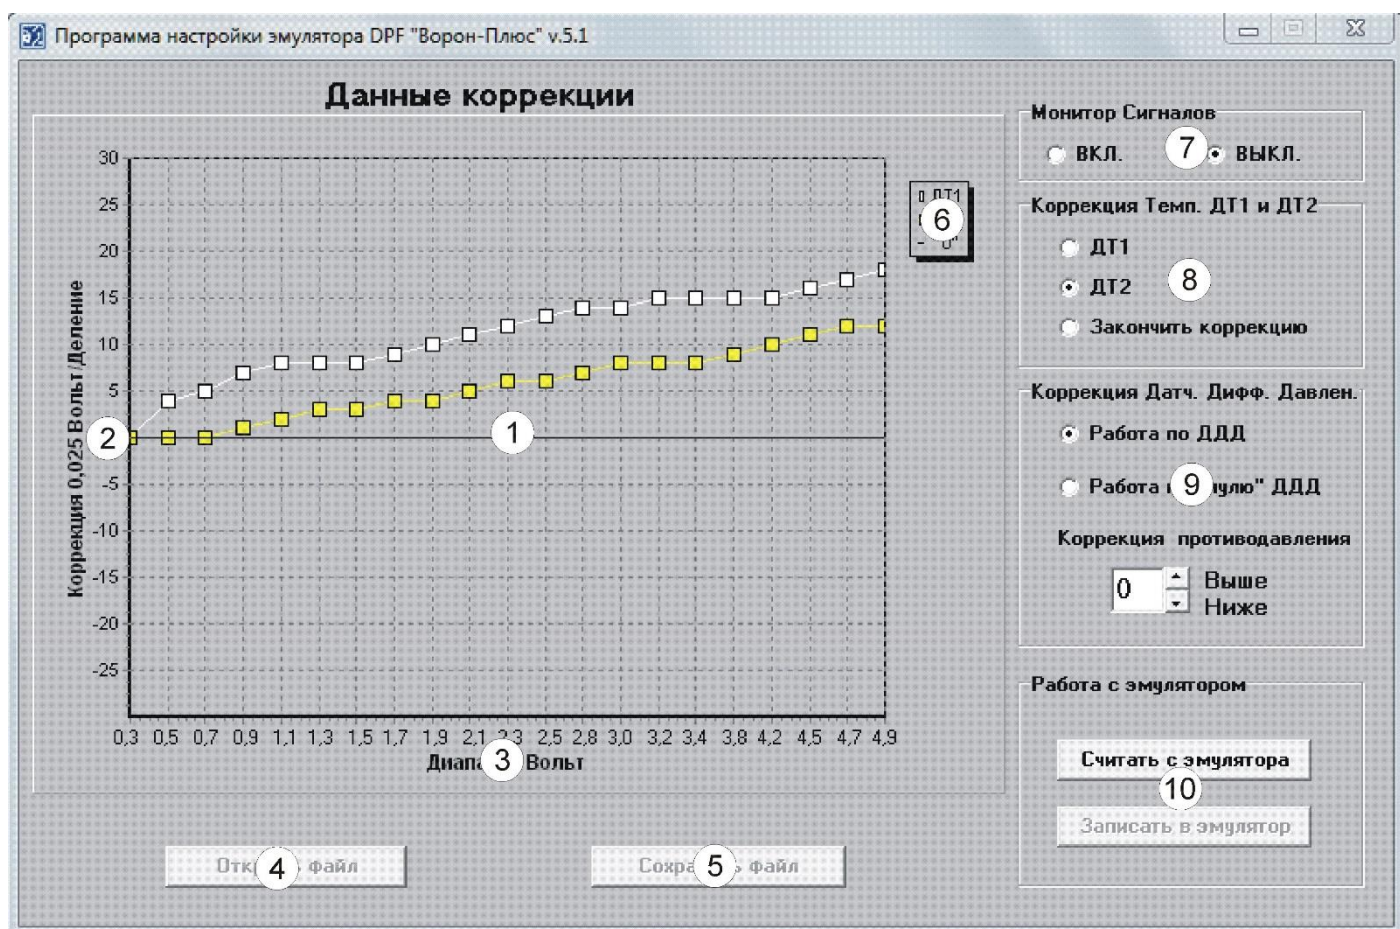 Программа настройки эмулятора DPF "Ворон-Плюс" v.5.1
Данные коррекции
Коррекция 0,025 Вольт/Деление
30
25
20
15
10
5
2
1
-5
-10
-15
-20
-25
0,3 0,5 0,7 0,9 1,1 1,3 1,5 1,7 1,9 2,1 2,3 2,5 2,8 3,0 3,2 3,4 3,8 4,2 4,5 4,7 4,9
3 Вольт
4 файл
5 файл
ДТ1
6
Монитор Сигналов
ВКЛ. 7 ВЫКЛ.
Коррекция Темп. ДТ1 и ДТ2
ДТ1
ДТ2 8
Закончить коррекцию
Коррекция Датч. Дифф. Давлен.
Работа по ДДД
Работа 9 ДДД
Коррекция противодавления
0 Выше
Ниже
Работа с эмулятором
Считать с эмулятора
10
Записать в эмулятор